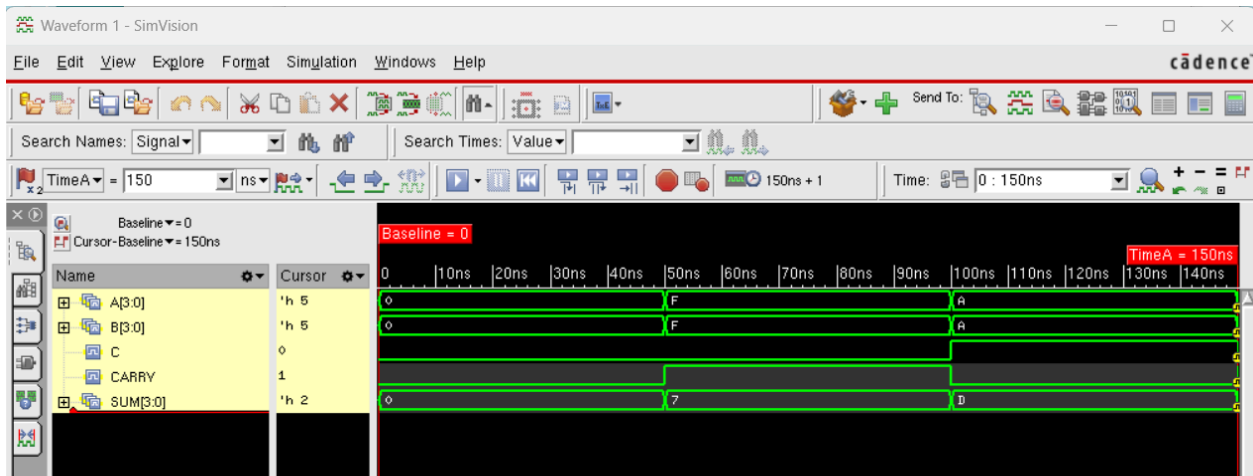 Waveform 1 - SimVision
File Edit View Explore Format Simulation Windows Help cādence
Send To:
Search Names: Signal Search Times: Value
TimeA = 150 ns 150ns + 1 Time: 0 : 150ns
Baseline = 0
Cursor-Baseline = 150ns
Baseline = 0
TimeA = 150ns
Name Cursor 0 10ns 20ns 30ns 40ns 50ns 60ns 70ns 80ns 90ns 100ns 110ns 120ns 130ns 140ns
A[3:0] 'h 5 0 F A
B[3:0] 'h 5 0 F A
C 0
CARRY 1
SUM[3:0] 'h 2 0 7 D